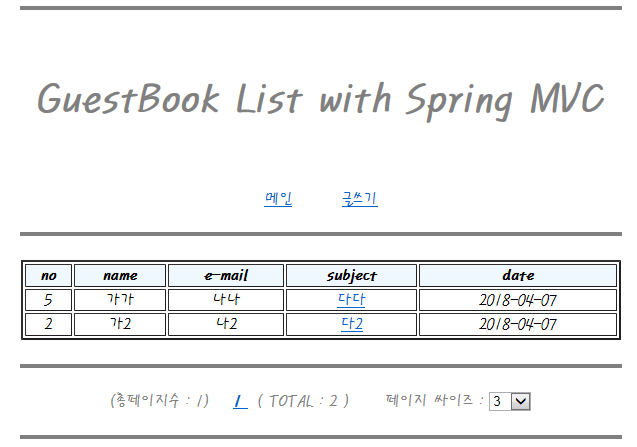 GuestBook List with Spring MVC
메인 글쓰기
no name e-mail subject date
5 가가 나나 다다 2018-04-07
2 가2 나2 다2 2018-04-07
(총페이지수 : 1) 1 ( TOTAL : 2 ) 페이지 싸이즈 : 3